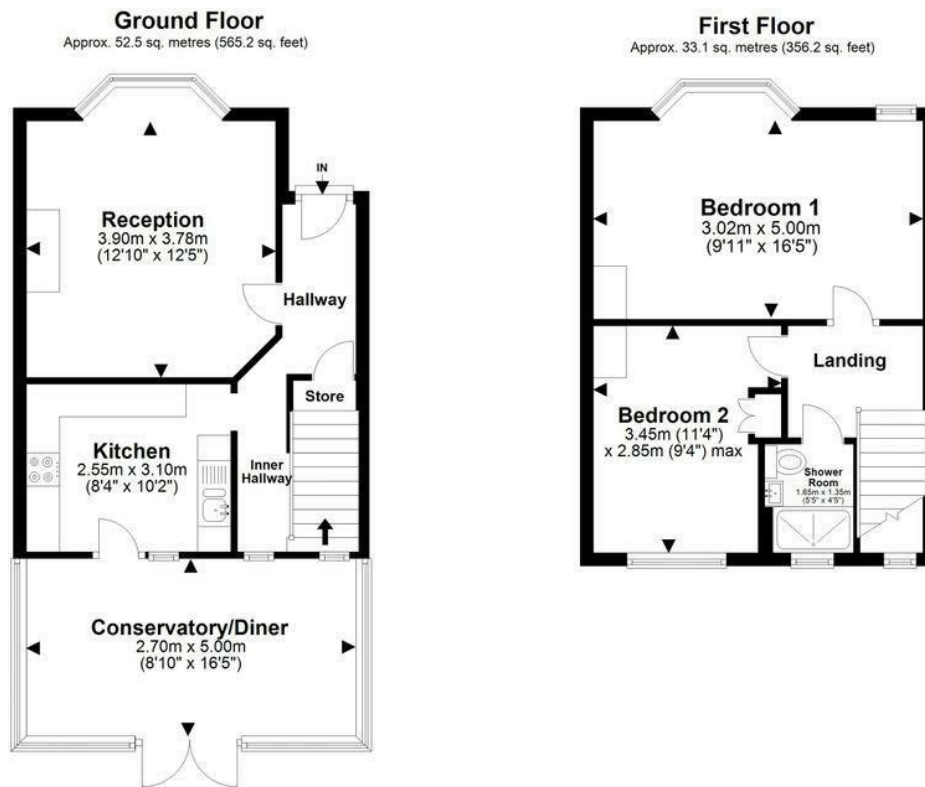 Ground Floor
Approx. 52.5 sq. metres (565.2 sq. feet)
IN
Reception
3.90m x 3.78m
(12'10" x 12'5")
Hallway
Store
Kitchen
2.55m x 3.10m
(8'4" x 10'2")
Inner
Hallway
Conservatory/Diner
2.70m x 5.00m
(8'10" x 16'5")
First Floor
Approx. 33.1 sq. metres (356.2 sq. feet)
Bedroom 1
3.02m x 5.00m
(9'11" x 16'5")
Landing
Bedroom 2
3.45m (11'4")
x 2.85m (9'4") max
Shower
Room
1.65m x 1.35m
(5'5" x 4'5")